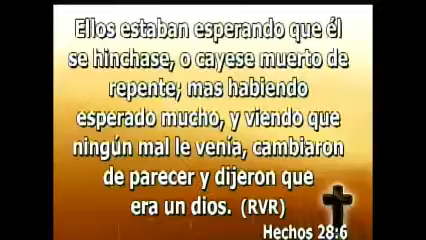 Ellos estaban esperando que él
se hinchase, o cayese muerto de
repente; mas habiendo
esperado mucho, y viendo que
ningún mal le venía, cambiaron
de parecer y dijeron que
era un dios. (RVR)
Hechos 28:6